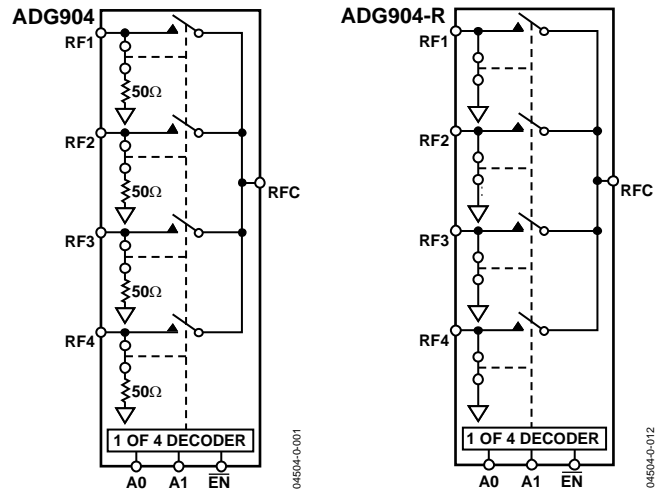 ADG904
RF1
50Ω
RF2
50Ω
RF3
50Ω
RF4
50Ω
RFC
1 OF 4 DECODER
A0 A1 EN
04504-0-001
ADG904-R
RF1
RF2
RF3
RF4
RFC
1 OF 4 DECODER
A0 A1 EN
04504-0-012